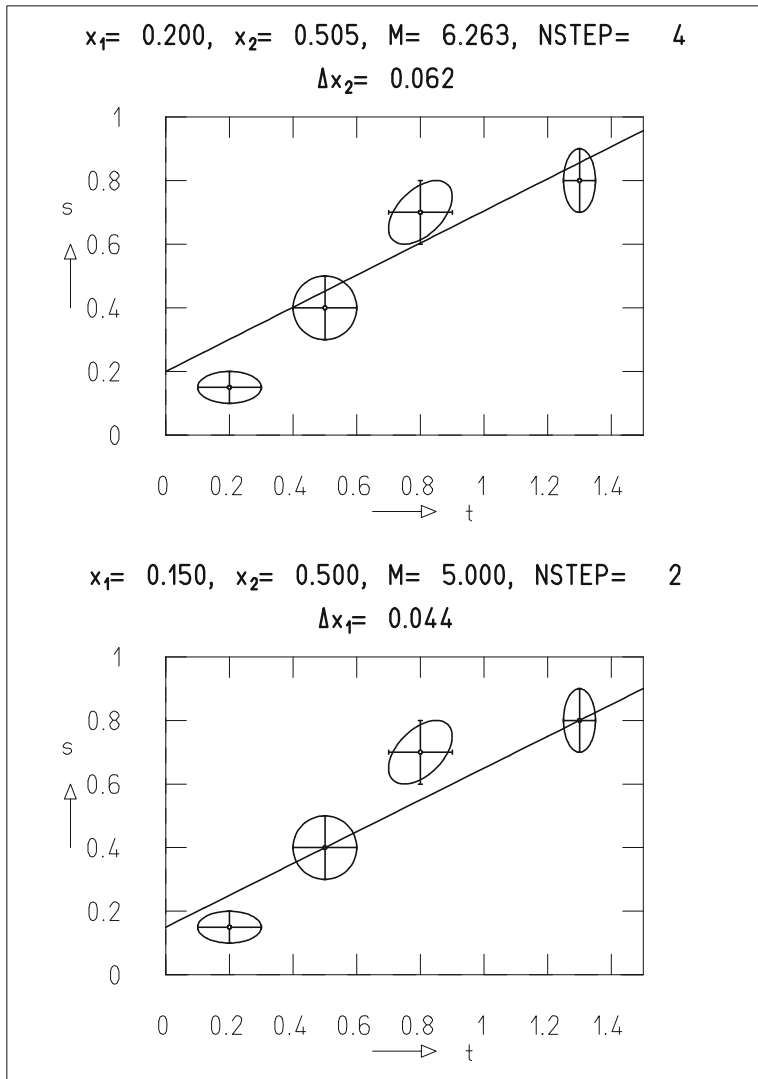 x₁= 0.200, x₂= 0.505, M= 6.263, NSTEP= 4
Δx₂= 0.062
1
0.8
s
0.6
0.4
0.2
0
0 0.2 0.4 0.6 0.8 1 1.2 1.4
t
x₁= 0.150, x₂= 0.500, M= 5.000, NSTEP= 2
Δx₁= 0.044
1
0.8
s
0.6
0.4
0.2
0
0 0.2 0.4 0.6 0.8 1 1.2 1.4
t